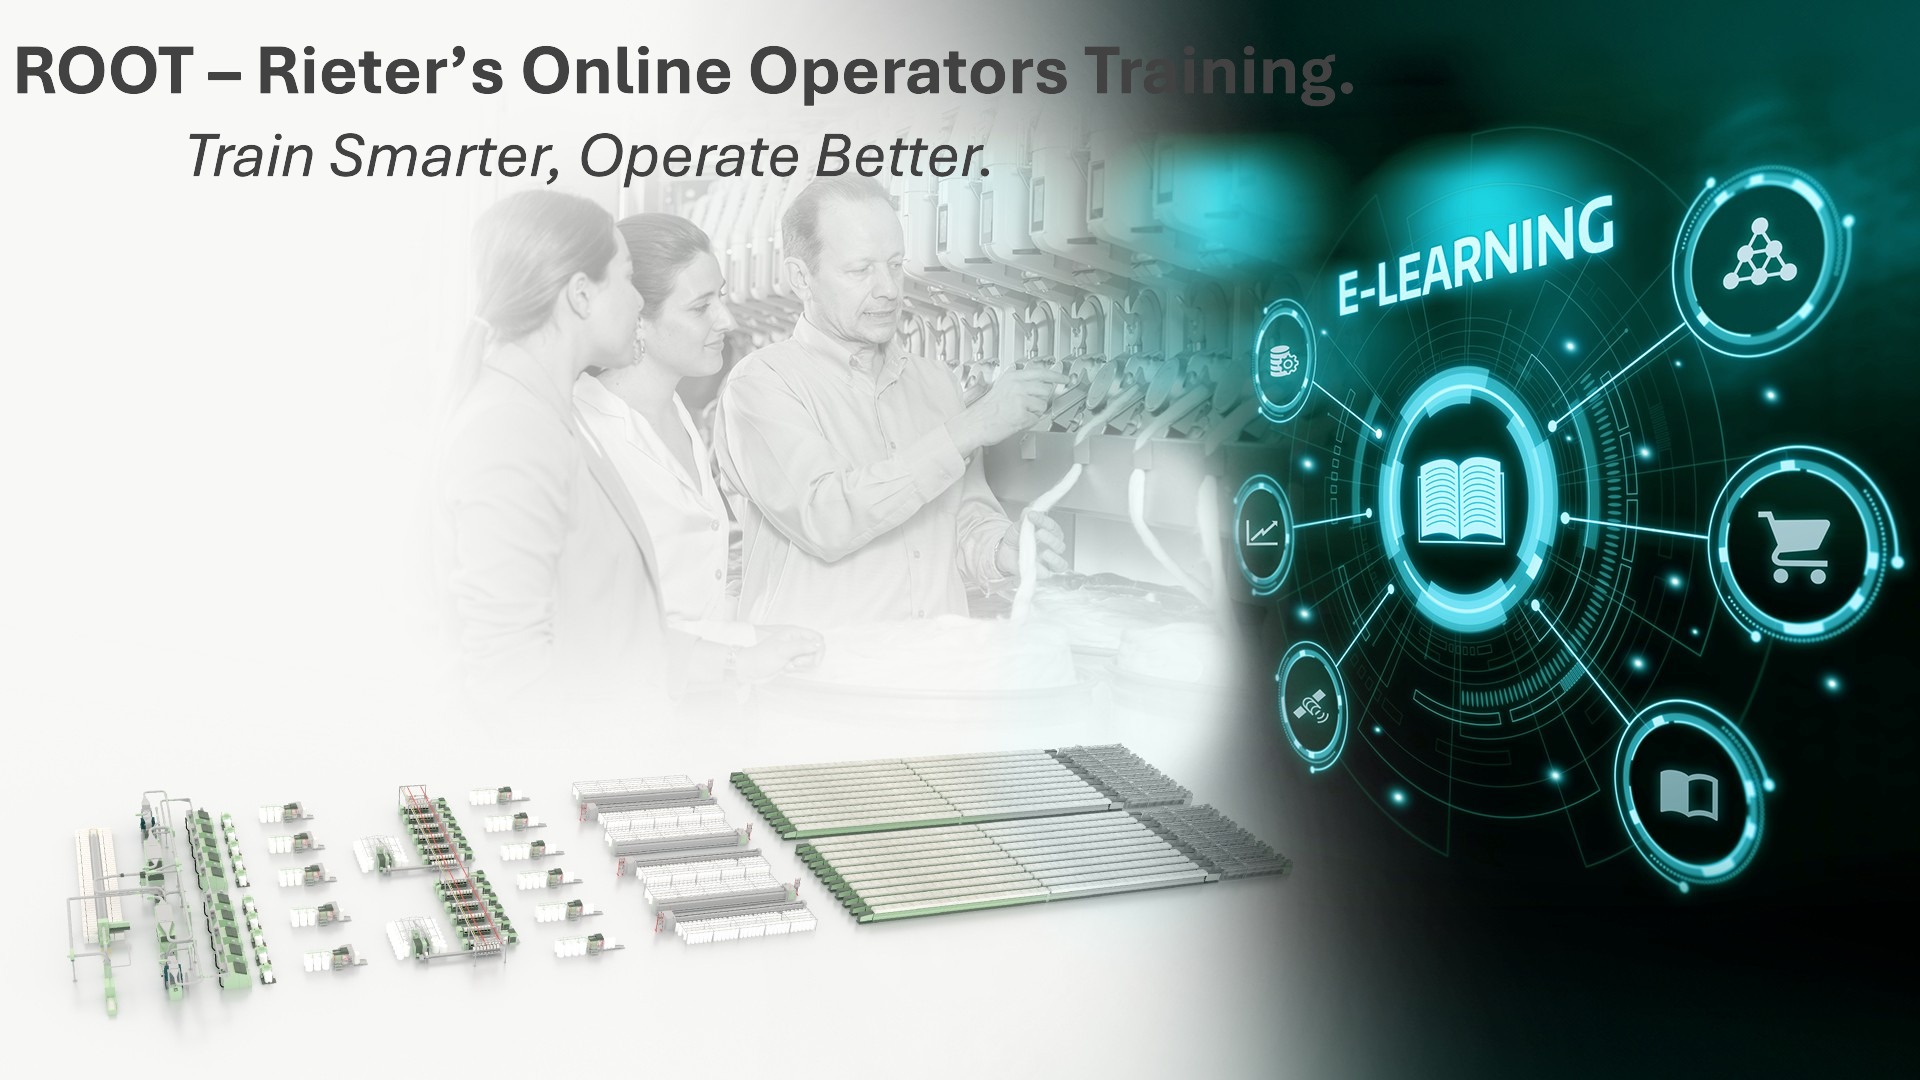 ROOT – Rieter’s Online Operators Training.
Train Smarter, Operate Better.
E-LEARNING